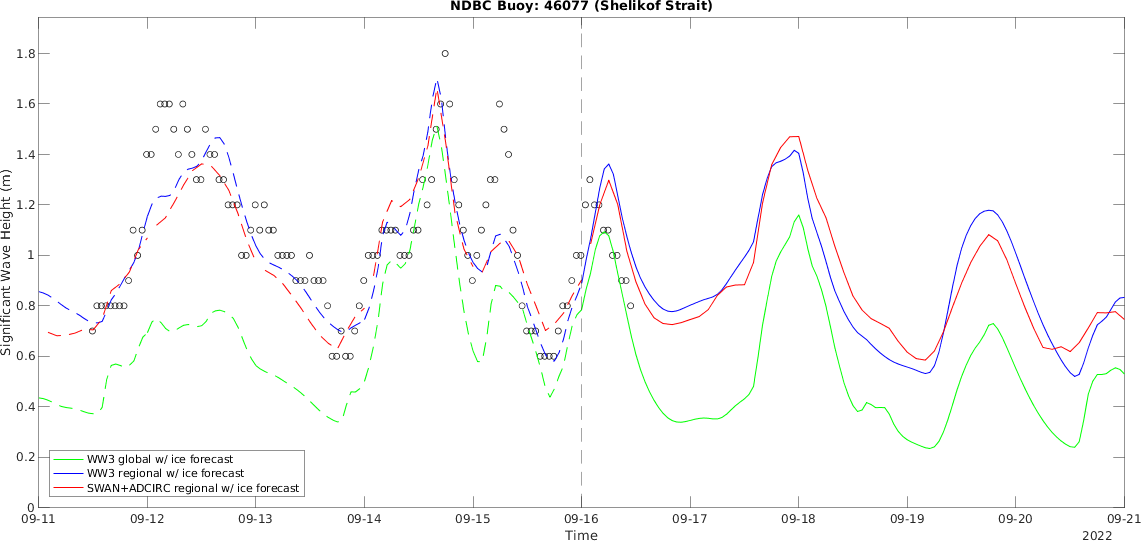 NDBC Buoy: 46077 (Shelikof Strait)
Significant Wave Height (m)
1.8
1.6
1.4
1.2
1
0.8
0.6
0.4
0.2
0
WW3 global w/ ice forecast
WW3 regional w/ ice forecast
SWAN+ADCIRC regional w/ ice forecast
09-11 09-12 09-13 09-14 09-15 09-16 09-17 09-18 09-19 09-20 09-21
Time
2022